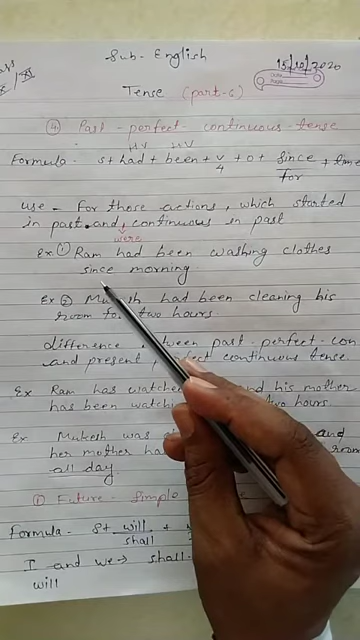 Sub- English
15/10/2020
Tense (part-6)
④ Past-perfect-continuous-tense
HV HV
Formula- s+had+been+v4+o+ since/for + time
use- For those actions, which started
in past and continuous in past
were
Ex ① Ram had been washing clothes
since morning
Ex ② Mukesh had been cleaning his
room for two hours.
difference between past-perfect-con
and present perfect continuous tense
Ex Ram has watched and his mother
has been two hours.
Ex Mukesh was and
her mother room
all day.
① Future- Simple
Formula- S+ will/shall +
I and we→ shall
will